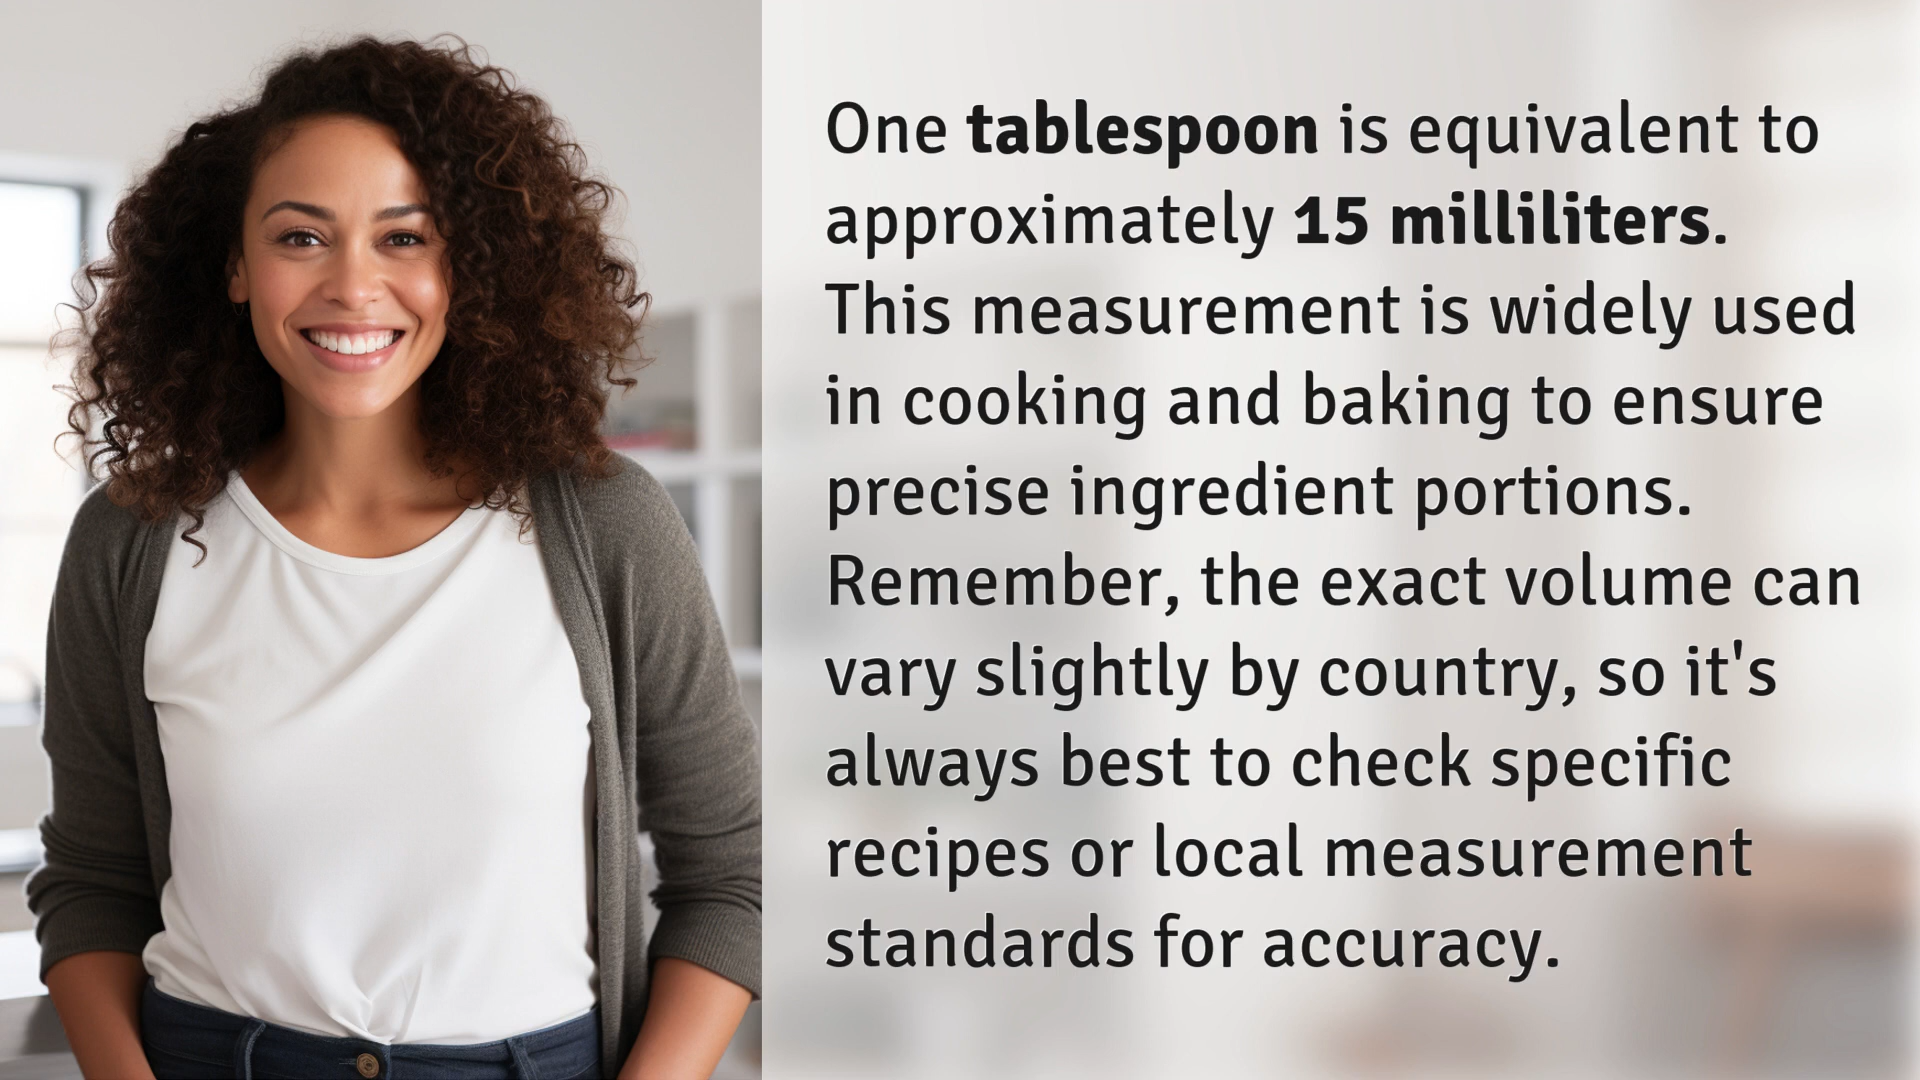 One tablespoon is equivalent to
approximately 15 milliliters.
This measurement is widely used
in cooking and baking to ensure
precise ingredient portions.
Remember, the exact volume can
vary slightly by country, so it's
always best to check specific
recipes or local measurement
standards for accuracy.